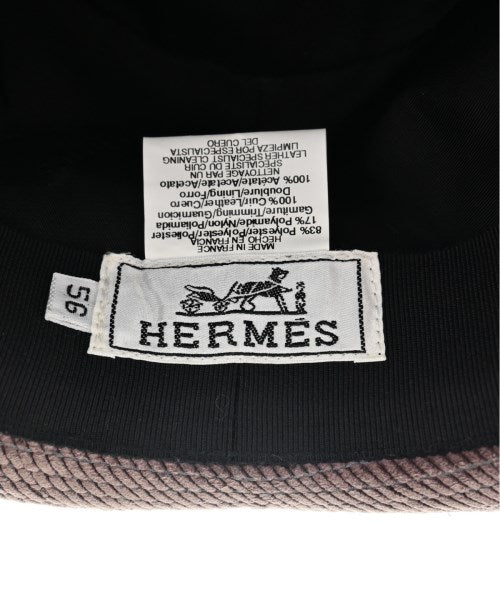 MADE IN FRANCE
HECHO EN FRANCIA
83% Polyester/Polyester/Poliester
17% Polyamide/Nylon/Poliamida
Garniture/Trimming/Guarnicion
100% Cuir/Leather/Cuero
Doublure/Lining/Forro
100% Acétate/Acetate/Acetato
NETTOYAGE PAR UN
SPECIALISTE DU CUIR
LEATHER SPECIALIST CLEANING
LIMPIEZA POR ESPECIALISTA
DEL CUERO
56
HERMÈS